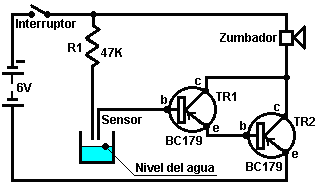 Interruptor
R1
47K
Zumbador
6V
c
TR1
Sensor
b
c
TR2
BC179
e
b
BC179
e
Nivel del agua